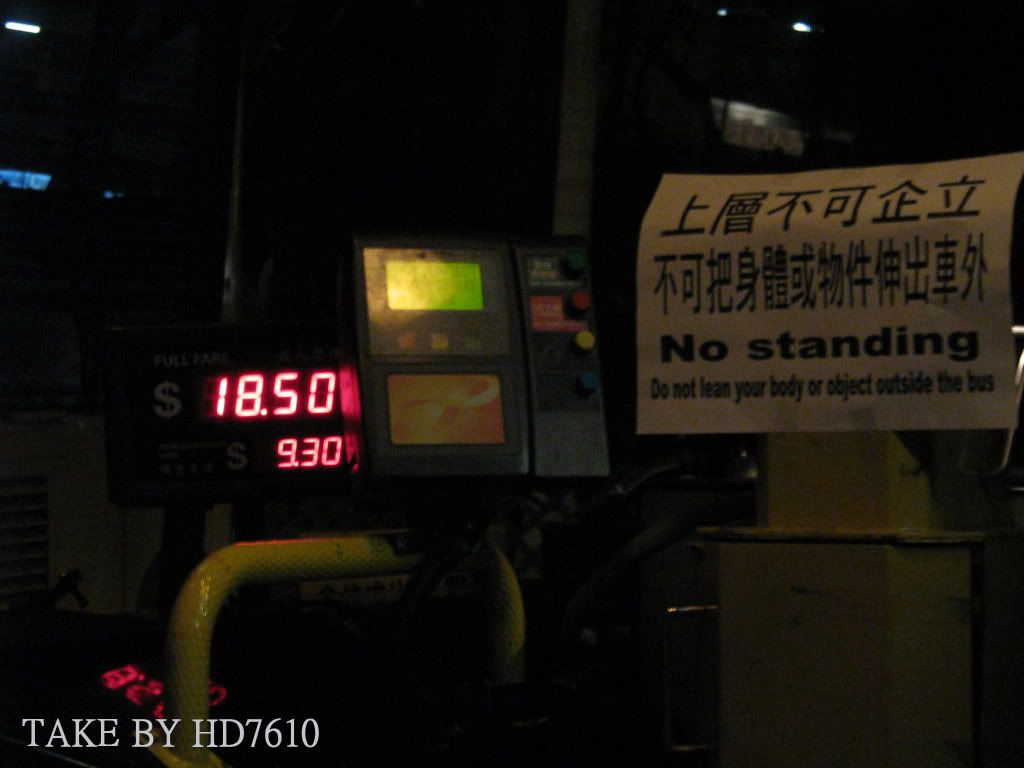 上層不可企立
不可把身體或物件伸出車外
No standing
Do not lean your body or object outside the bus
FULL FARE
$ 18.50
$ 9.30
TAKE BY HD7610